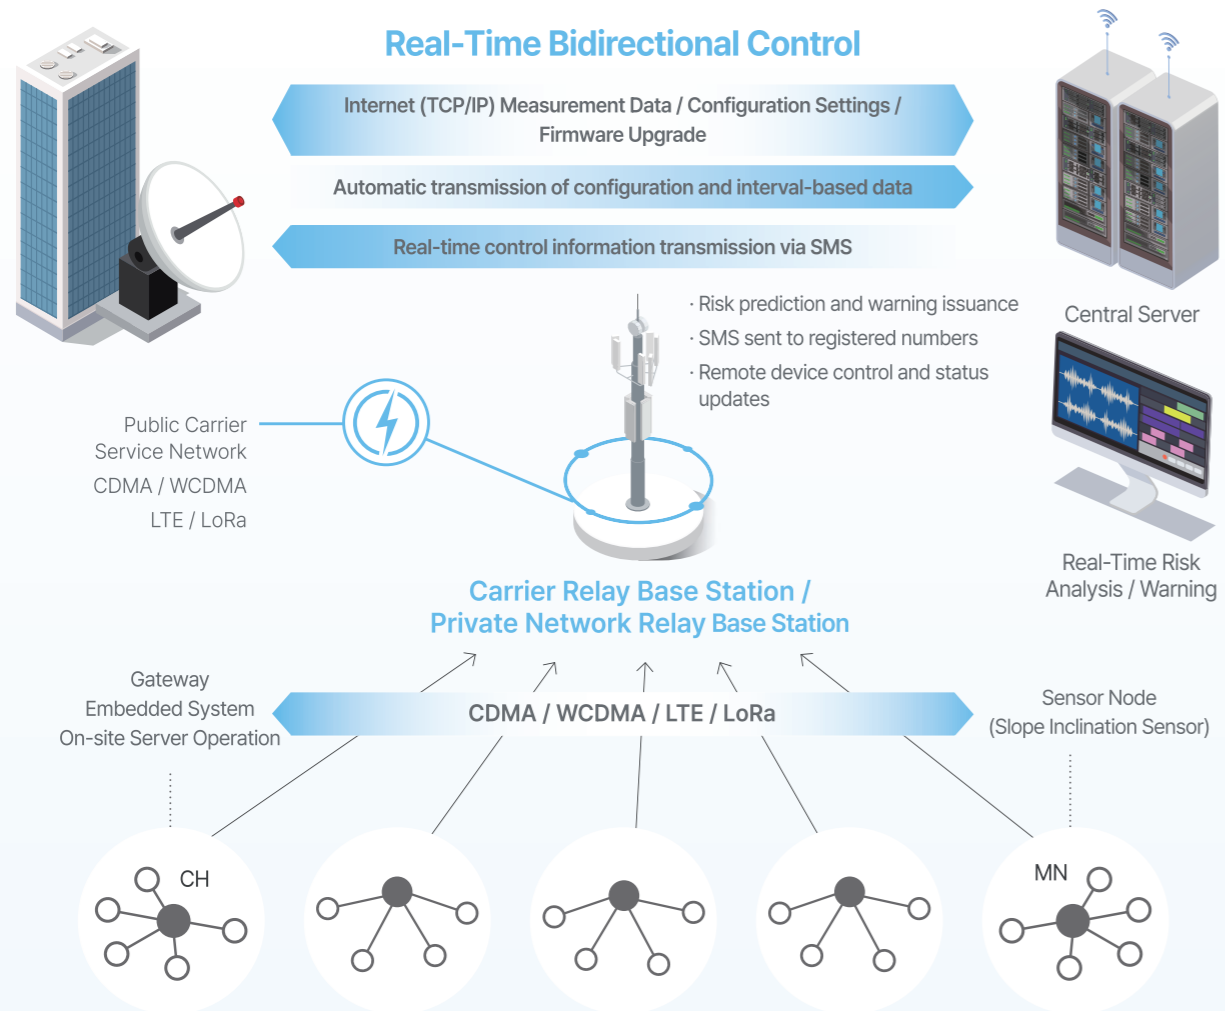 Real-Time Bidirectional Control
Internet (TCP/IP) Measurement Data / Configuration Settings /
Firmware Upgrade
Automatic transmission of configuration and interval-based data
Real-time control information transmission via SMS
· Risk prediction and warning issuance
· SMS sent to registered numbers
· Remote device control and status
updates
Central Server
Public Carrier
Service Network
CDMA / WCDMA
LTE / LoRa
Real-Time Risk
Analysis / Warning
Carrier Relay Base Station /
Private Network Relay Base Station
Gateway
Embedded System
On-site Server Operation
CDMA / WCDMA / LTE / LoRa
Sensor Node
(Slope Inclination Sensor)
CH
MN